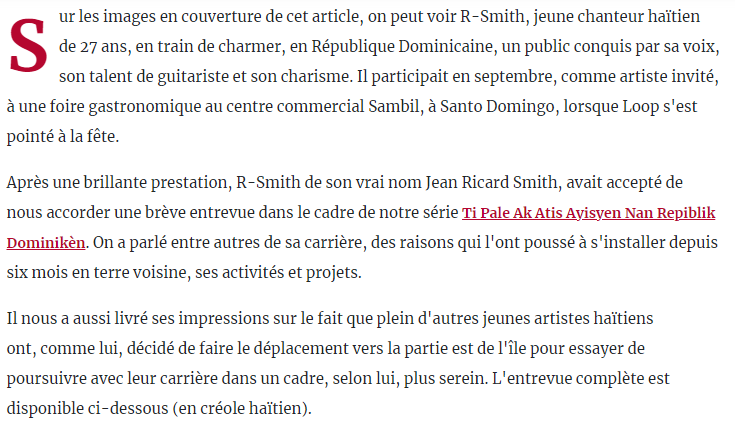 Sur les images en couverture de cet article, on peut voir R-Smith, jeune chanteur haïtien
de 27 ans, en train de charmer, en République Dominicaine, un public conquis par sa voix,
son talent de guitariste et son charisme. Il participait en septembre, comme artiste invité,
à une foire gastronomique au centre commercial Sambil, à Santo Domingo, lorsque Loop s'est
pointé à la fête.
Après une brillante prestation, R-Smith de son vrai nom Jean Ricard Smith, avait accepté de
nous accorder une brève entrevue dans le cadre de notre série Ti Pale Ak Atis Ayisyen Nan Repiblik
Dominikèn. On a parlé entre autres de sa carrière, des raisons qui l'ont poussé à s'installer depuis
six mois en terre voisine, ses activités et projets.
Il nous a aussi livré ses impressions sur le fait que plein d'autres jeunes artistes haïtiens
ont, comme lui, décidé de faire le déplacement vers la partie est de l'île pour essayer de
poursuivre avec leur carrière dans un cadre, selon lui, plus serein. L'entrevue complète est
disponible ci-dessous (en créole haïtien).